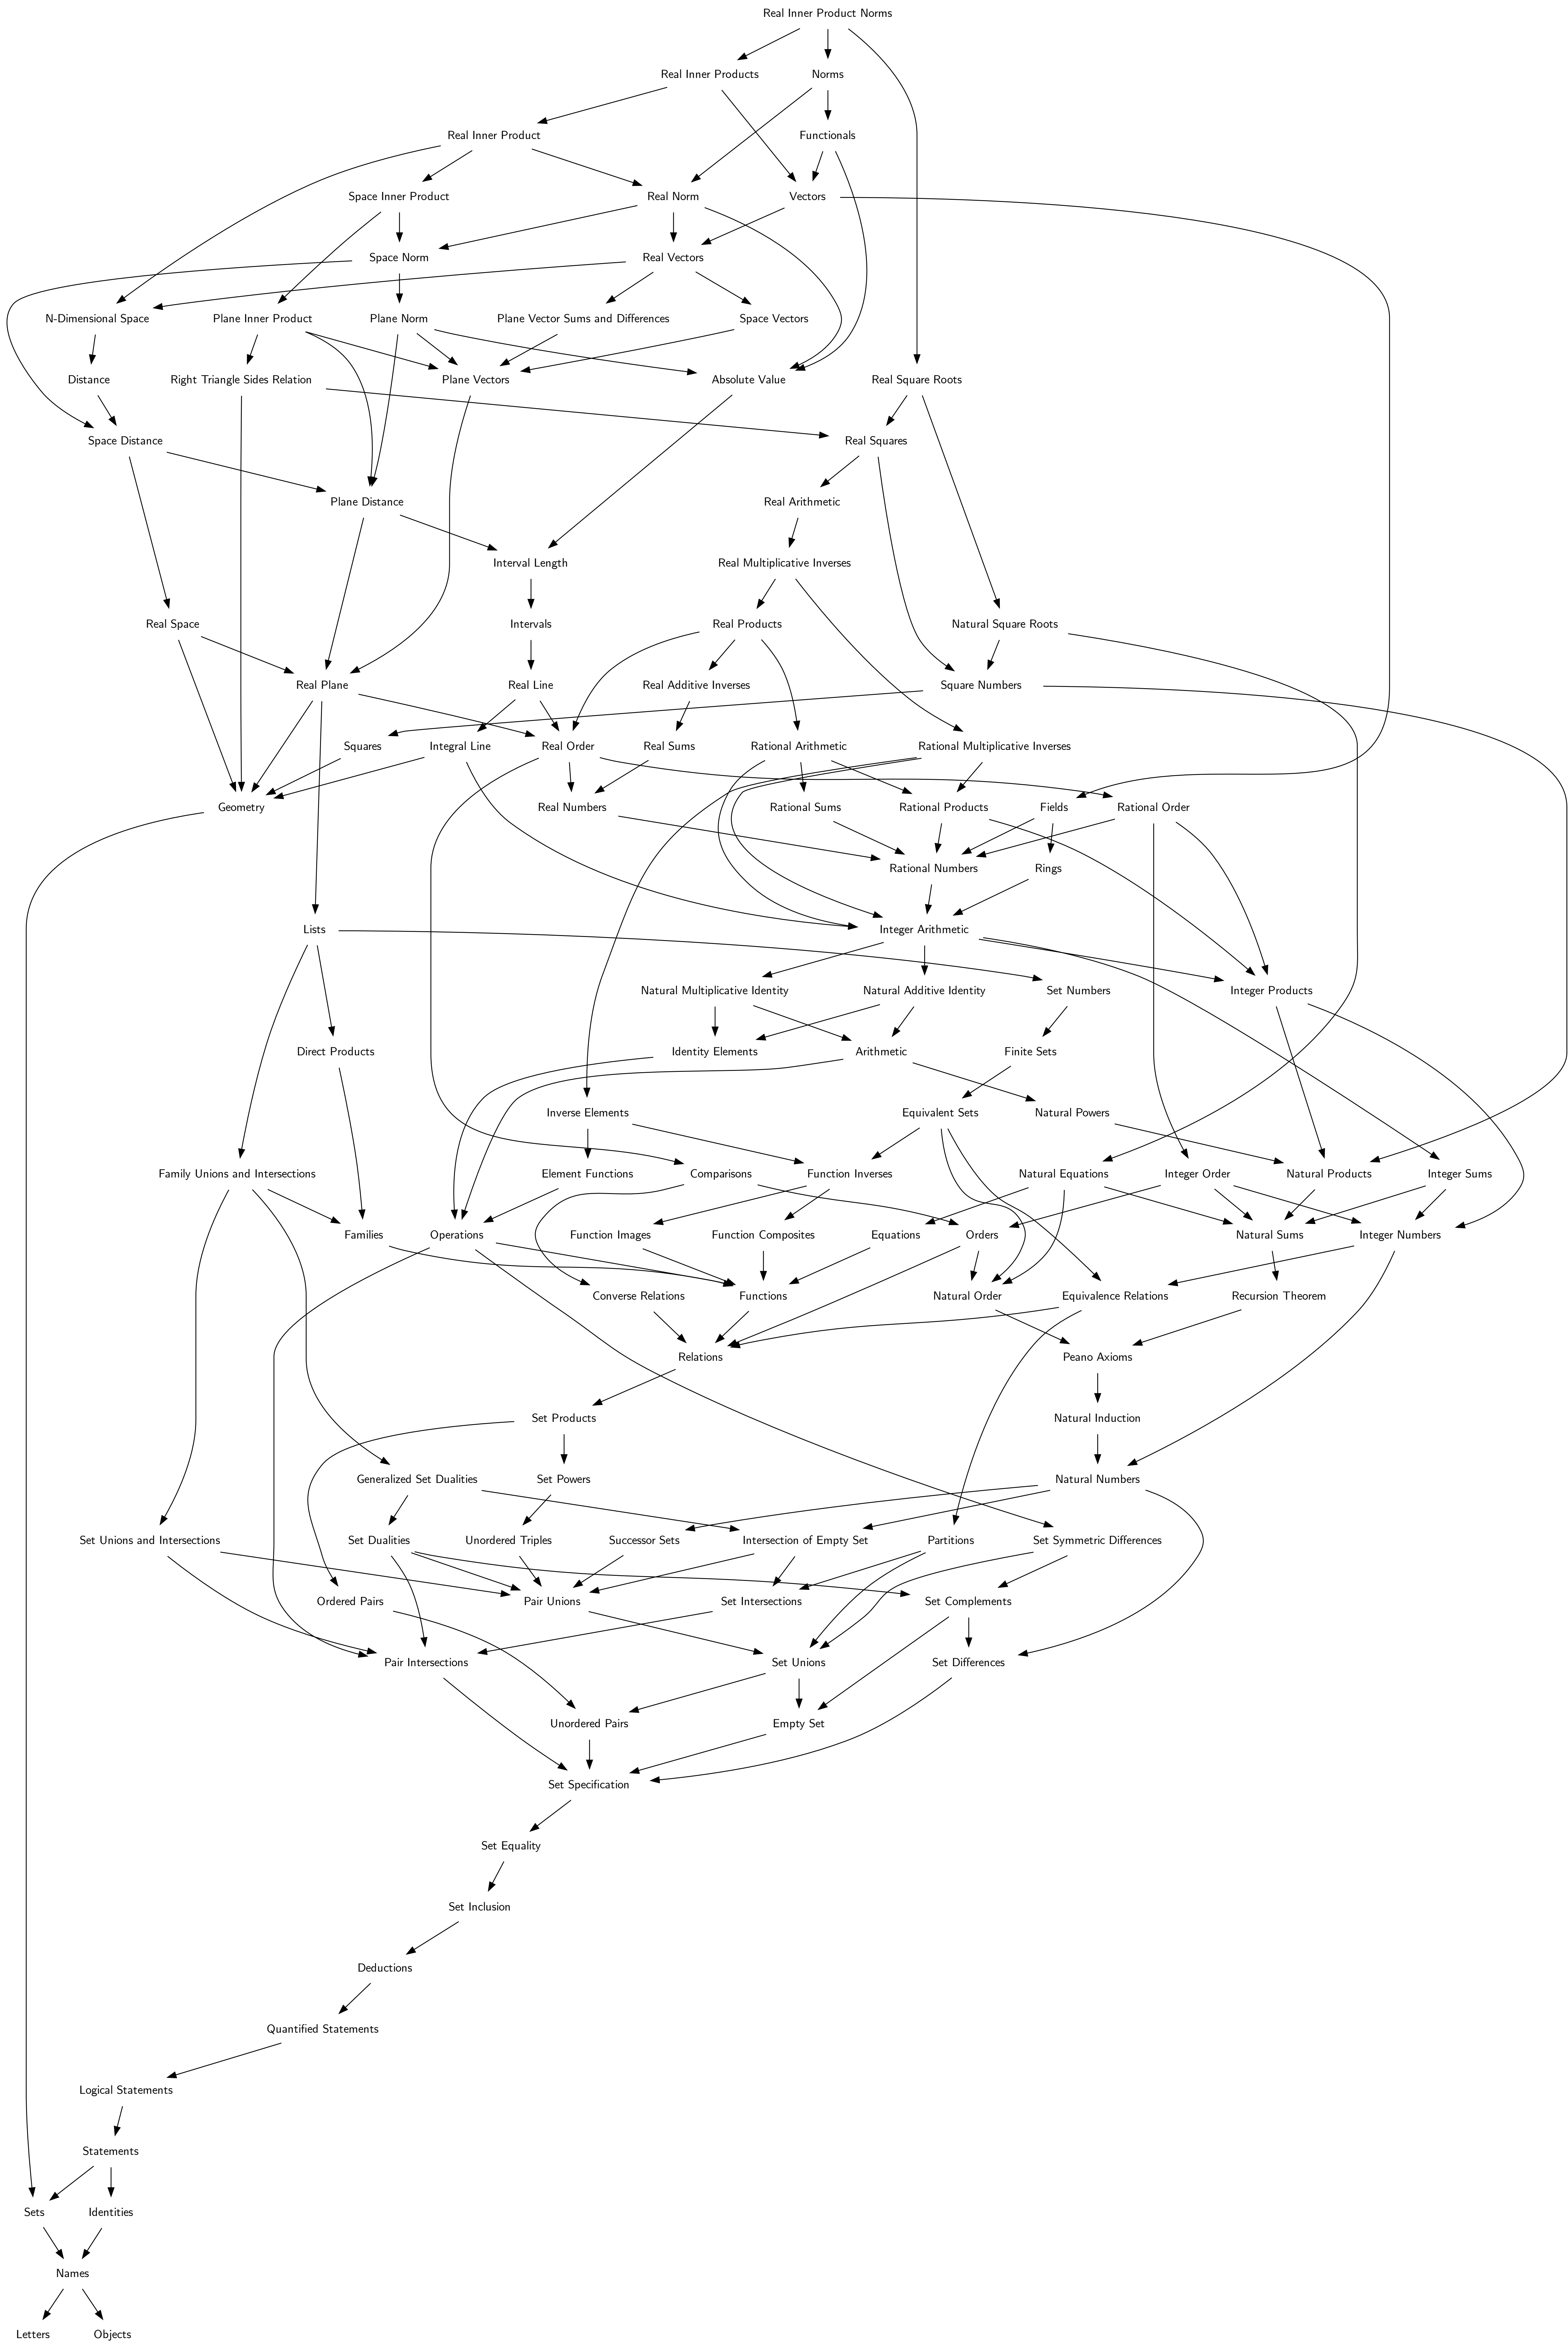 Real Inner Product Norms
Real Inner Products
Norms
Real Inner Product
Functionals
Space Inner Product
Real Norm
Vectors
Space Norm
Real Vectors
N-Dimensional Space
Plane Inner Product
Plane Norm
Plane Vector Sums and Differences
Space Vectors
Distance
Right Triangle Sides Relation
Plane Vectors
Absolute Value
Real Square Roots
Space Distance
Real Squares
Plane Distance
Real Arithmetic
Interval Length
Real Multiplicative Inverses
Real Space
Intervals
Real Products
Natural Square Roots
Real Plane
Real Line
Real Additive Inverses
Square Numbers
Squares
Integral Line
Real Order
Real Sums
Rational Arithmetic
Rational Multiplicative Inverses
Geometry
Real Numbers
Rational Sums
Rational Products
Fields
Rational Order
Rational Numbers
Rings
Lists
Integer Arithmetic
Natural Multiplicative Identity
Natural Additive Identity
Set Numbers
Integer Products
Direct Products
Identity Elements
Arithmetic
Finite Sets
Inverse Elements
Equivalent Sets
Natural Powers
Family Unions and Intersections
Element Functions
Comparisons
Function Inverses
Natural Equations
Integer Order
Natural Products
Integer Sums
Families
Operations
Function Images
Function Composites
Equations
Orders
Natural Sums
Integer Numbers
Converse Relations
Functions
Natural Order
Equivalence Relations
Recursion Theorem
Relations
Peano Axioms
Set Products
Natural Induction
Generalized Set Dualities
Set Powers
Natural Numbers
Set Unions and Intersections
Set Dualities
Unordered Triples
Successor Sets
Intersection of Empty Set
Partitions
Set Symmetric Differences
Ordered Pairs
Pair Unions
Set Intersections
Set Complements
Pair Intersections
Set Unions
Set Differences
Unordered Pairs
Empty Set
Set Specification
Set Equality
Set Inclusion
Deductions
Quantified Statements
Logical Statements
Statements
Sets
Identities
Names
Letters
Objects